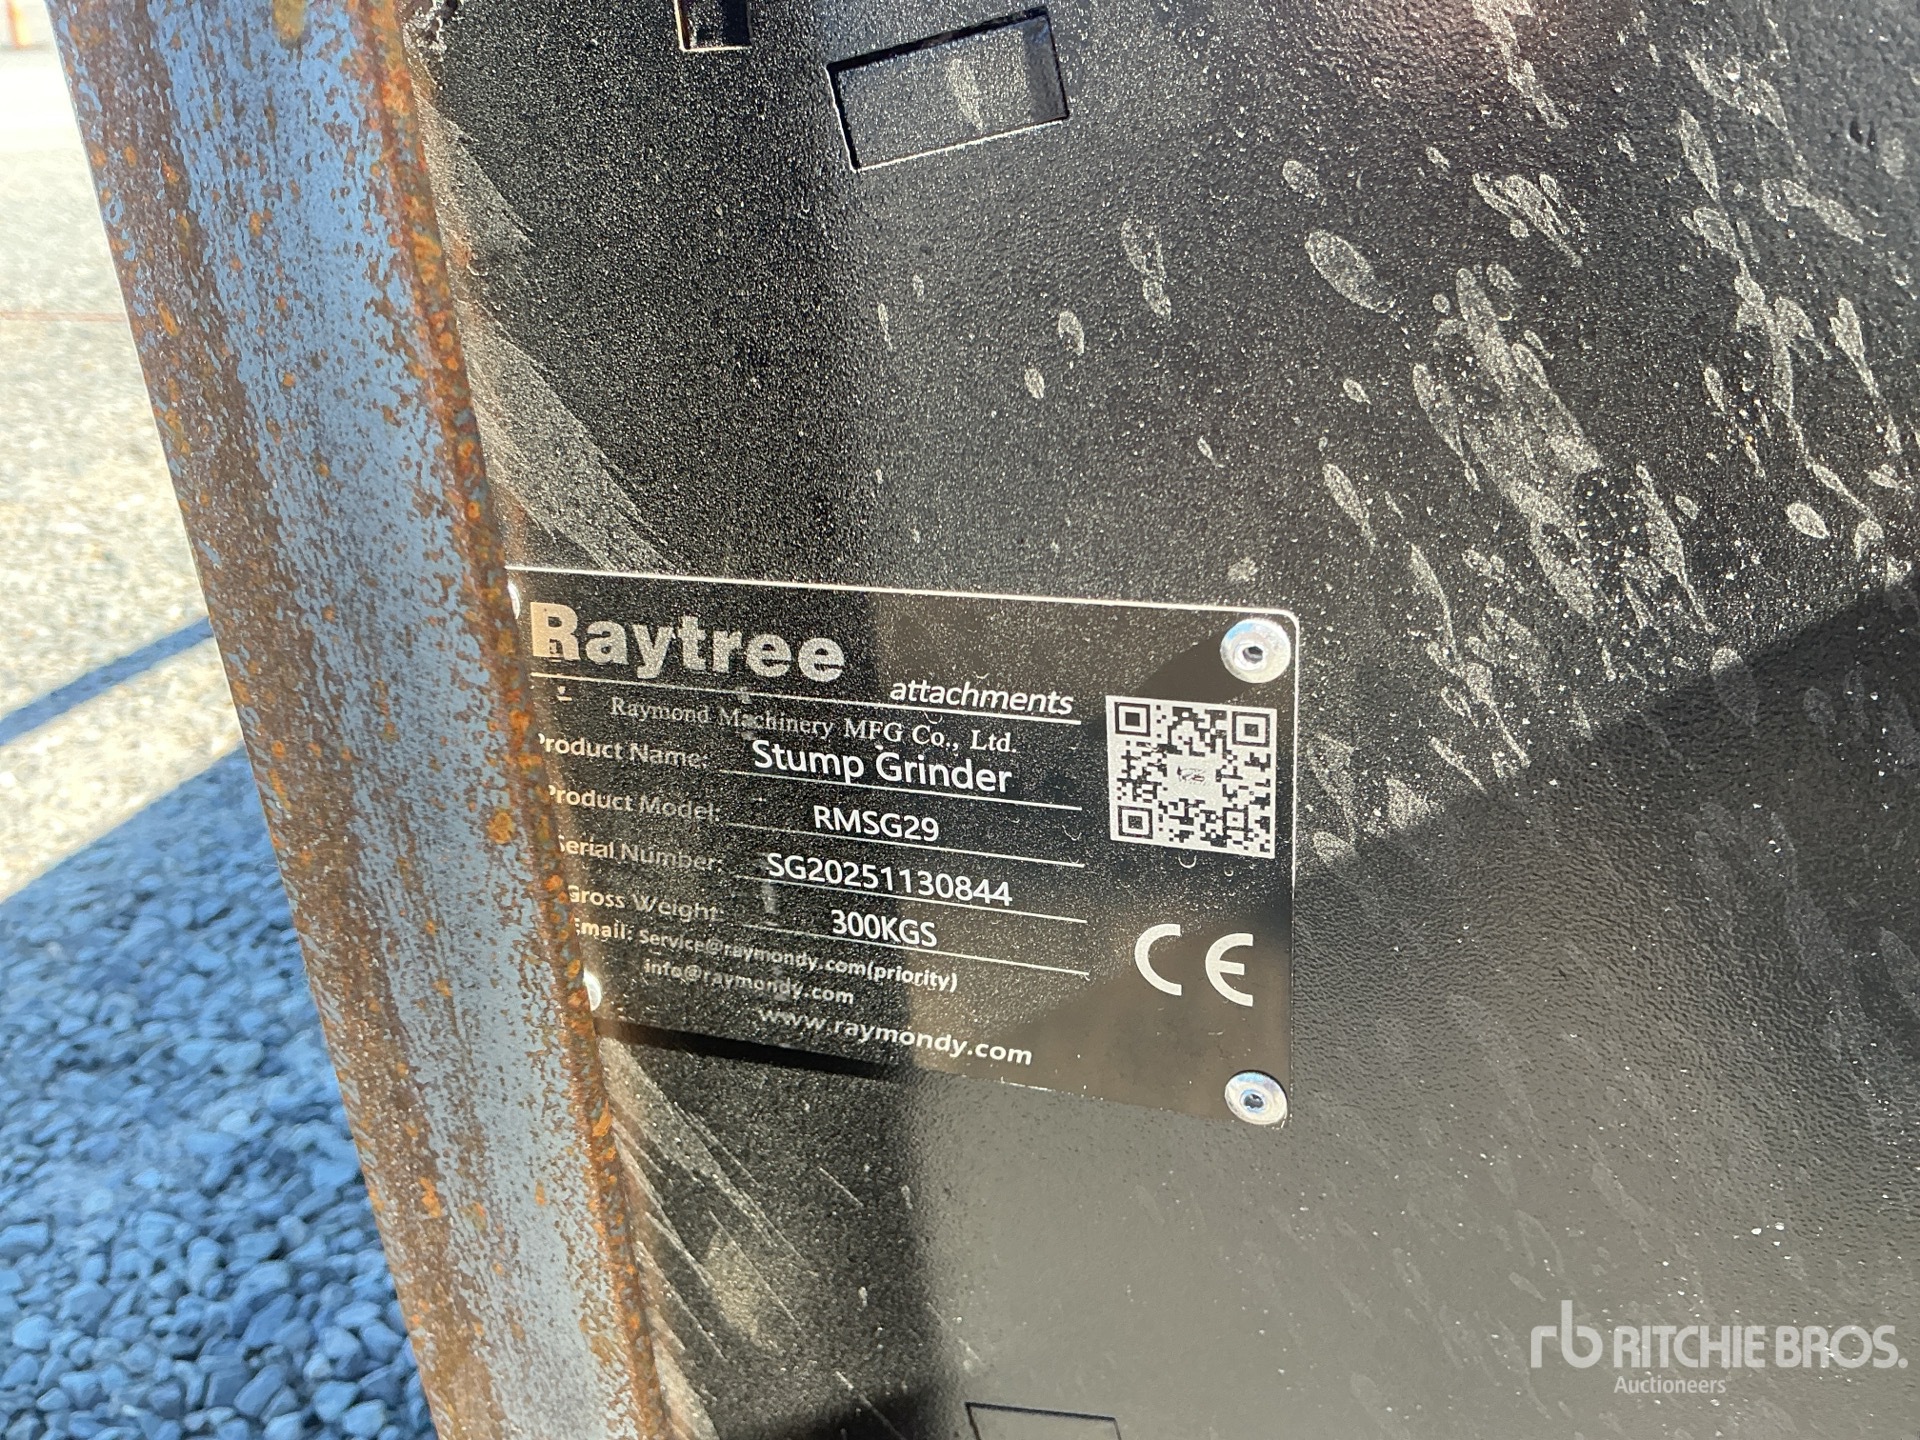 Raytree
attachments
Raymond Machinery MFG Co., Ltd.
Product Name: Stump Grinder
Product Model: RMSG29
Serial Number: SG20251130844
Gross Weight: 300KGS
Email: Service@raymondy.com(priority)
info@raymondy.com
www.raymondy.com
CE
rb RITCHIE BROS.
Auctioneers